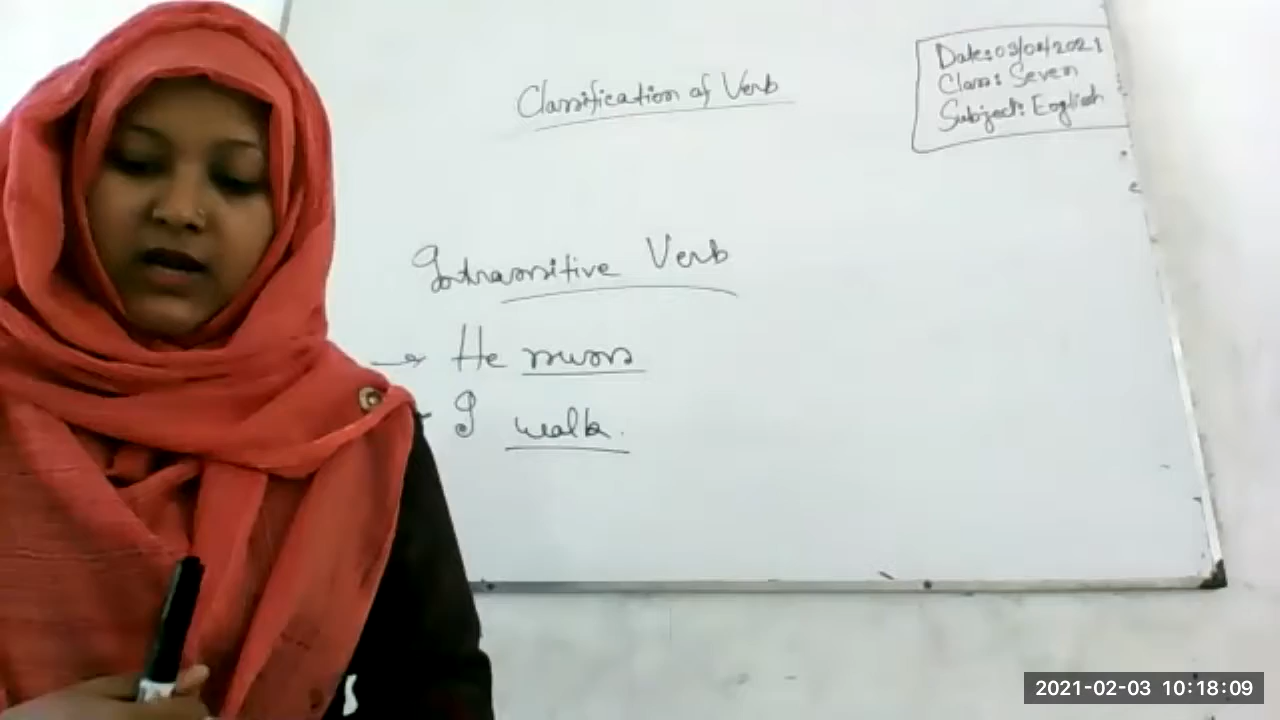 Classification of Verb
Date: 03/02/2021
Class: Seven
Subject: English
Intransitive Verb
→ He runs
I walk.
2021-02-03 10:18:09